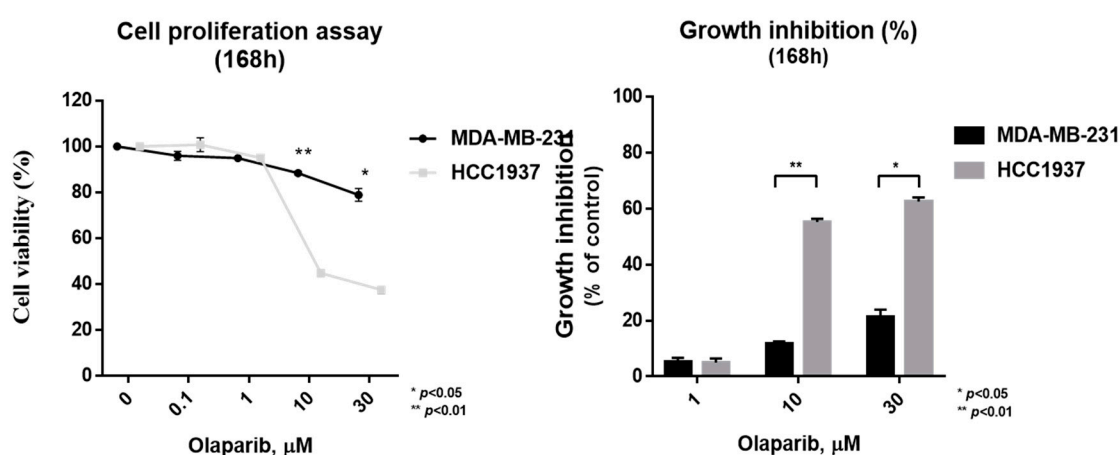 Cell proliferation assay
(168h)
120
100
80
60
40
20
0
Cell viability (%)
0
0.1
1
10
30
Olaparib, μM
**
*
MDA-MB-231
HCC1937
* p<0.05
** p<0.01
Growth inhibition (%)
(168h)
100
80
60
40
20
0
Growth inhibition
(% of control)
1
10
30
Olaparib, μM
**
*
MDA-MB-231
HCC1937
* p<0.05
** p<0.01